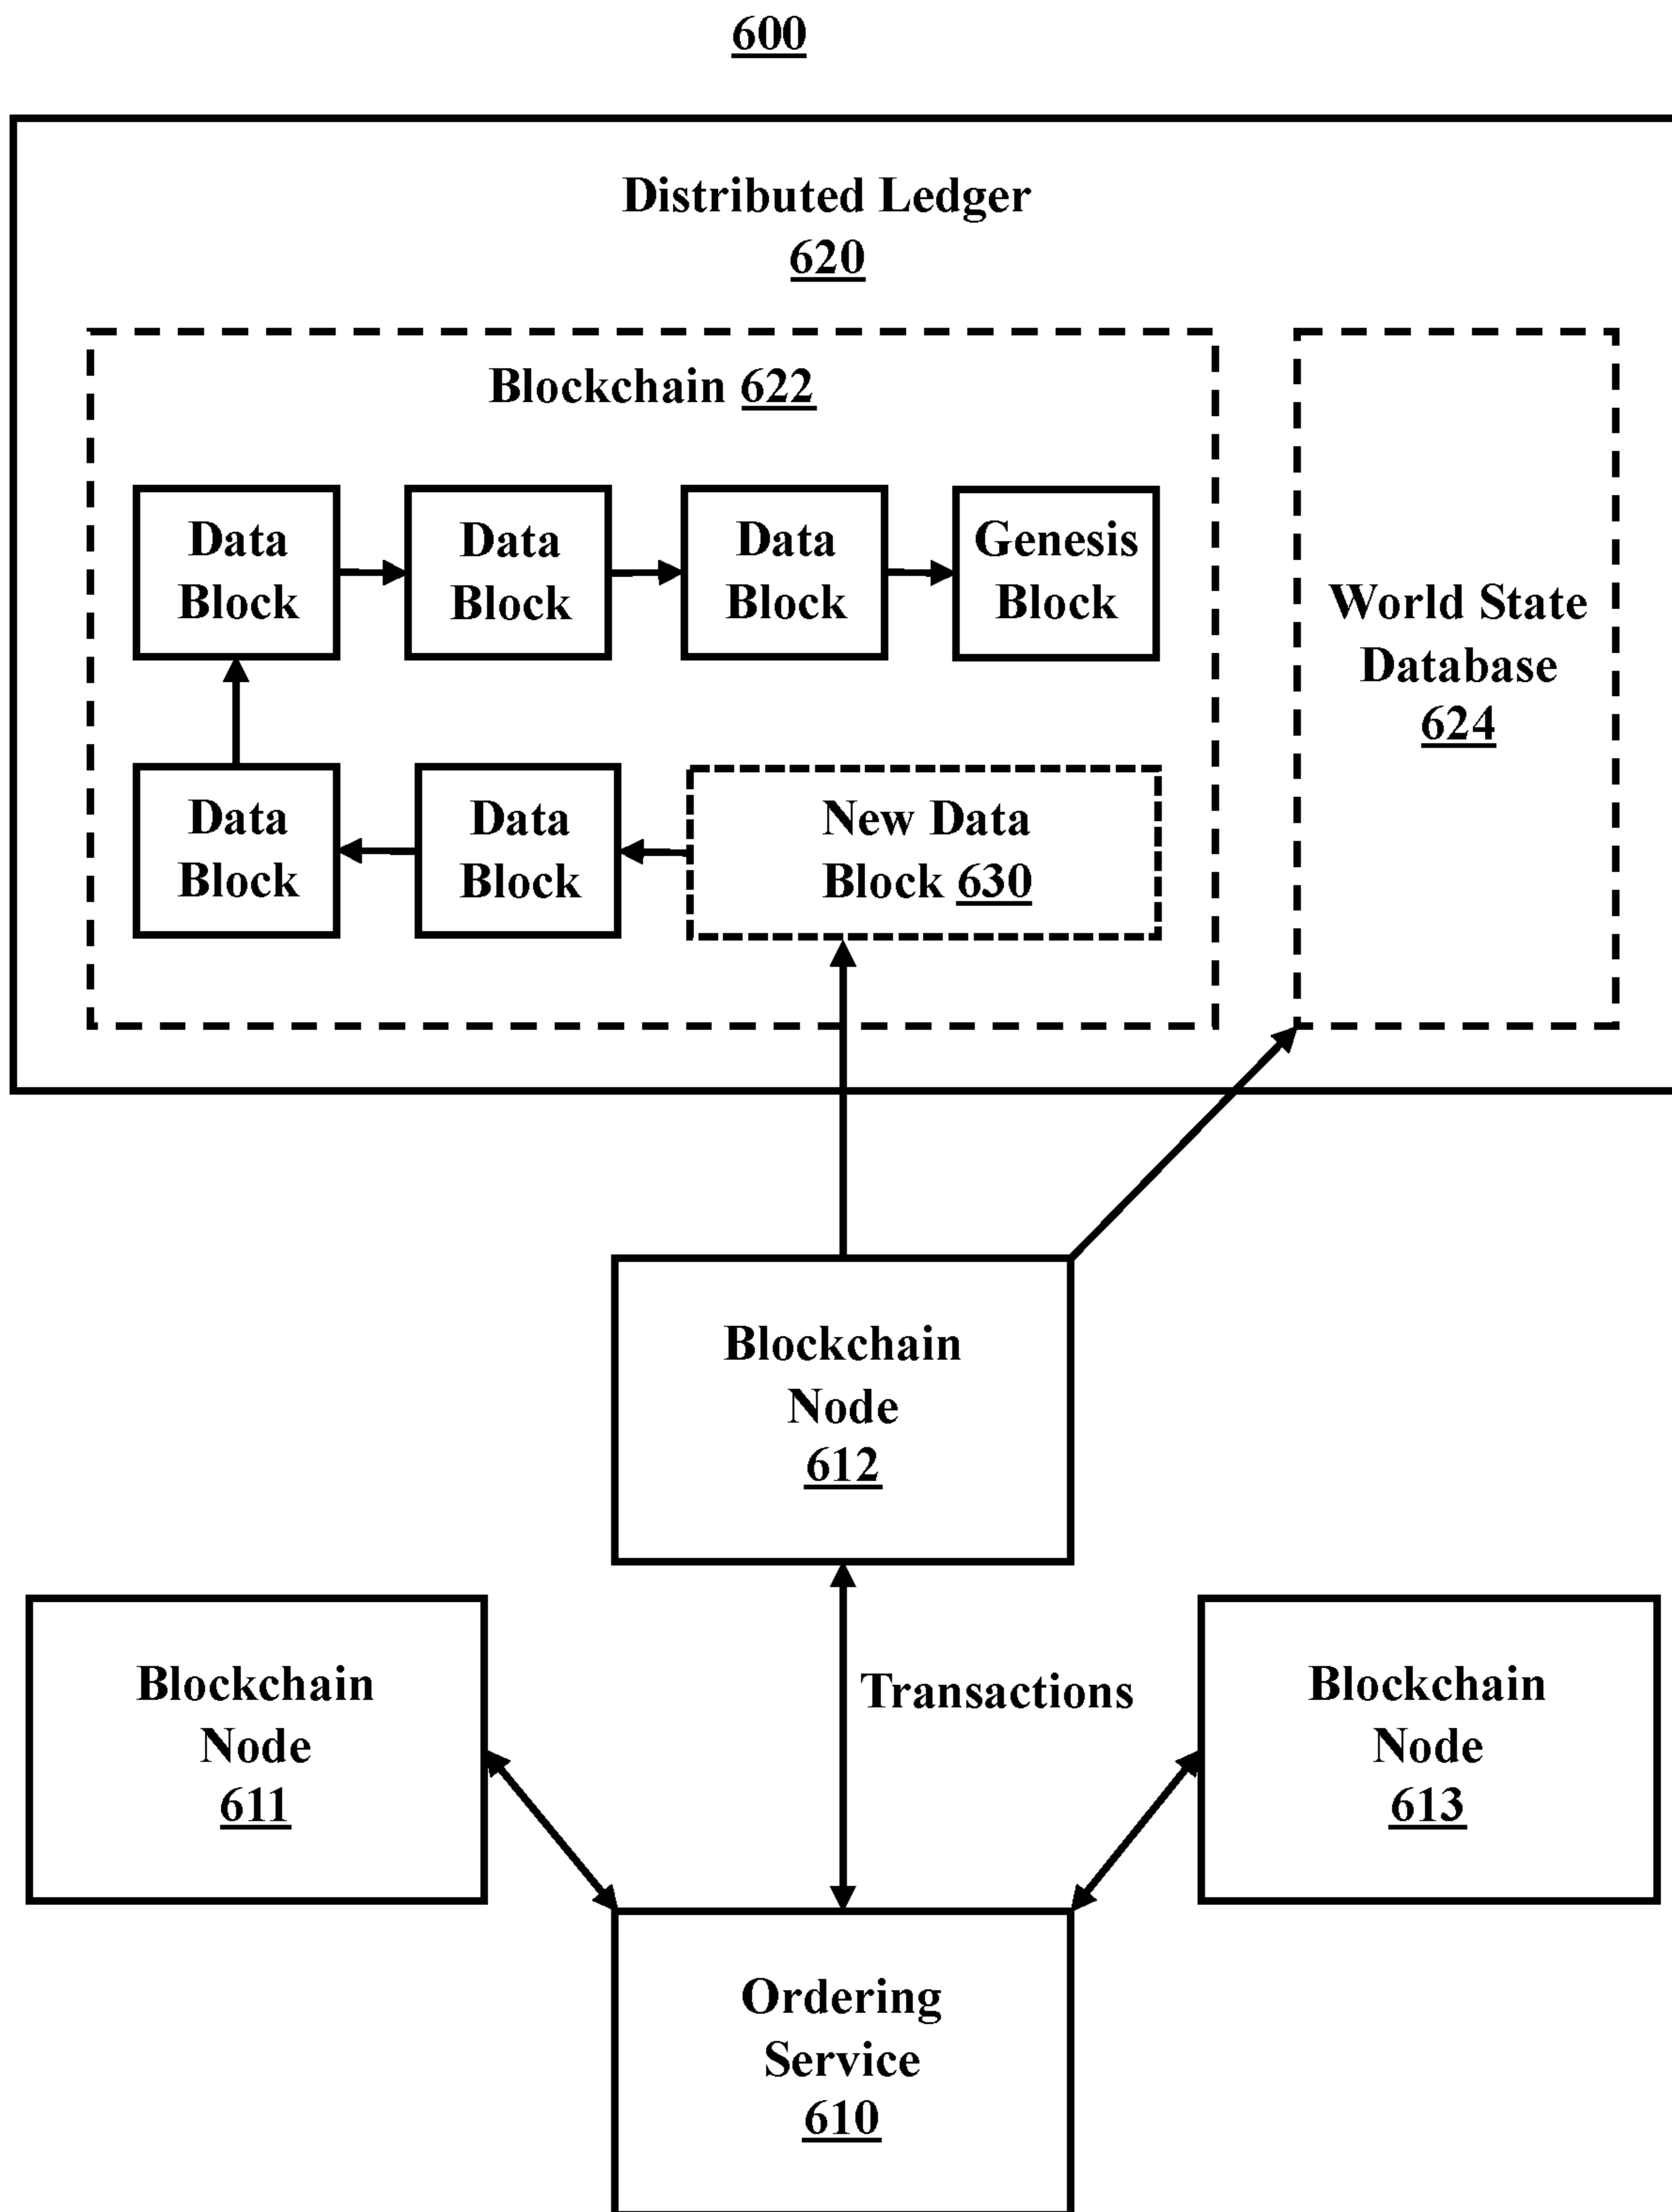 600
Distributed Ledger
620
Blockchain 622
Data
Block
Data
Block
Data
Block
Genesis
Block
World State
Database
624
Data
Block
Data
Block
New Data
Block 630
Blockchain
Node
612
Blockchain
Node
611
Transactions
Blockchain
Node
613
Ordering
Service
610